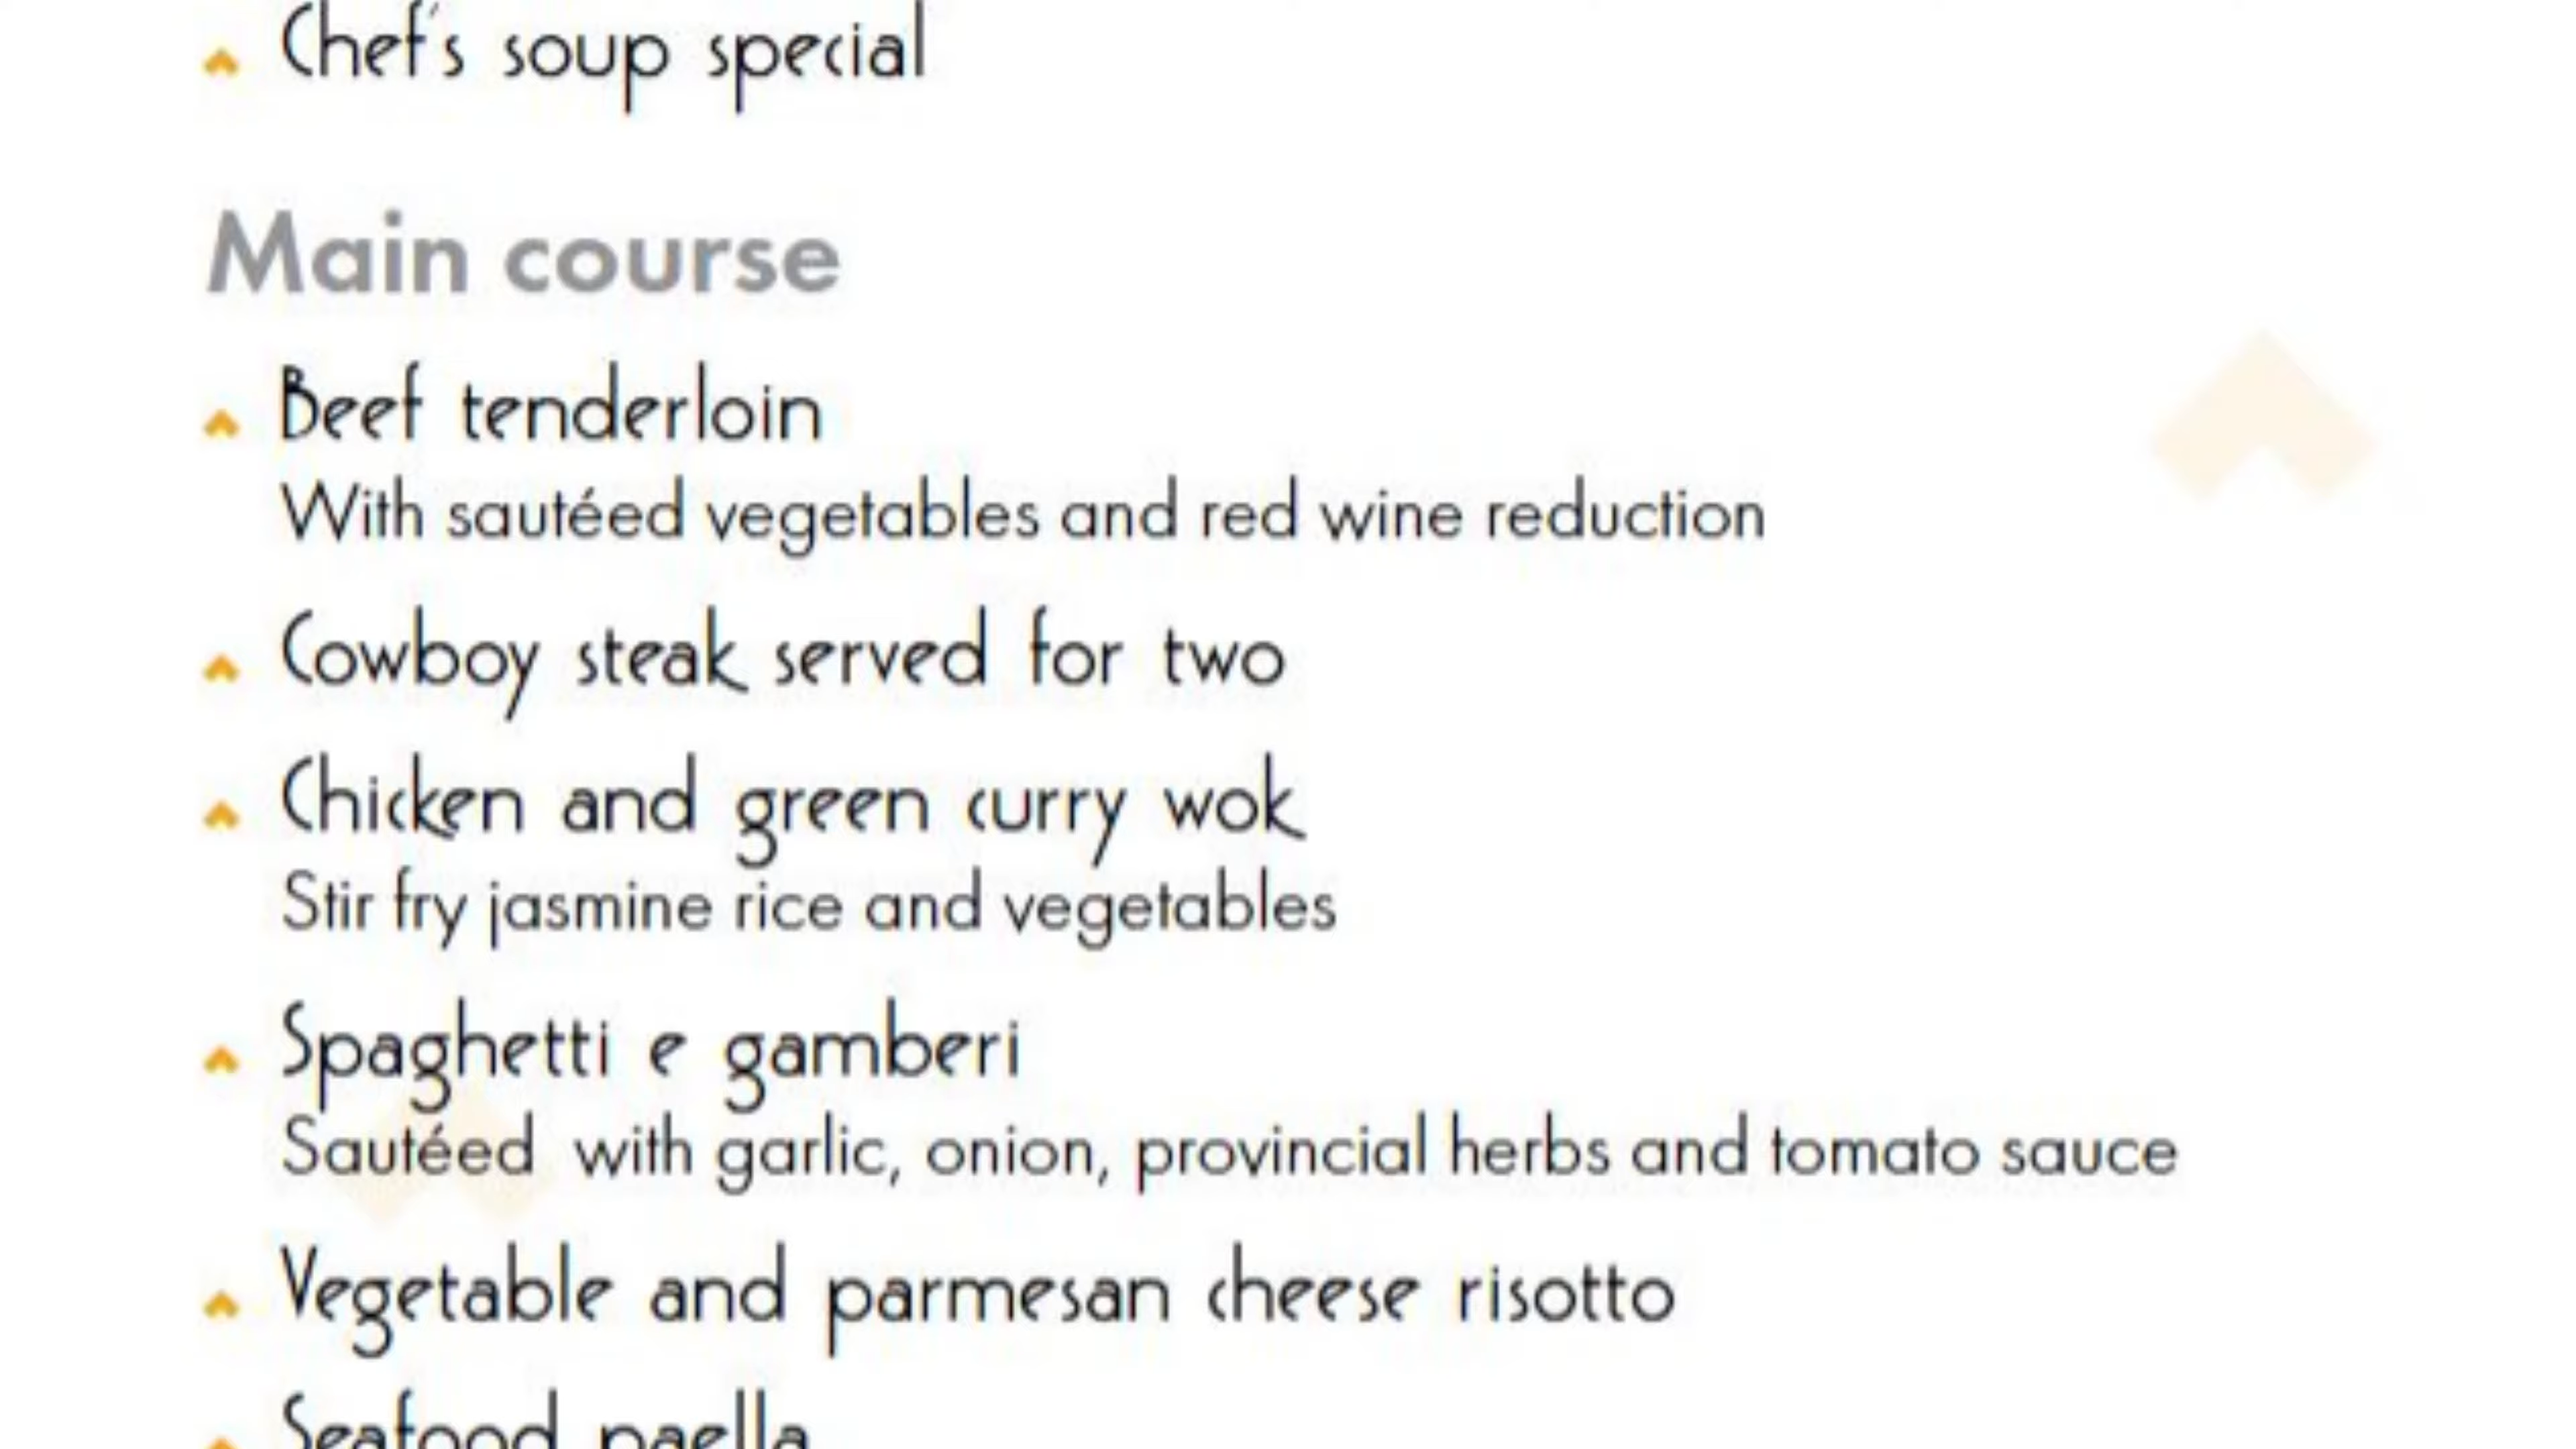 Chef's soup special
Main course
Beef tenderloin
With sautéed vegetables and red wine reduction
Cowboy steak served for two
Chicken and green curry wok
Stir fry jasmine rice and vegetables
Spaghetti e gamberi
Sautéed  with garlic, onion, provincial herbs and tomato sauce
Vegetable and parmesan cheese risotto
Seafood paella